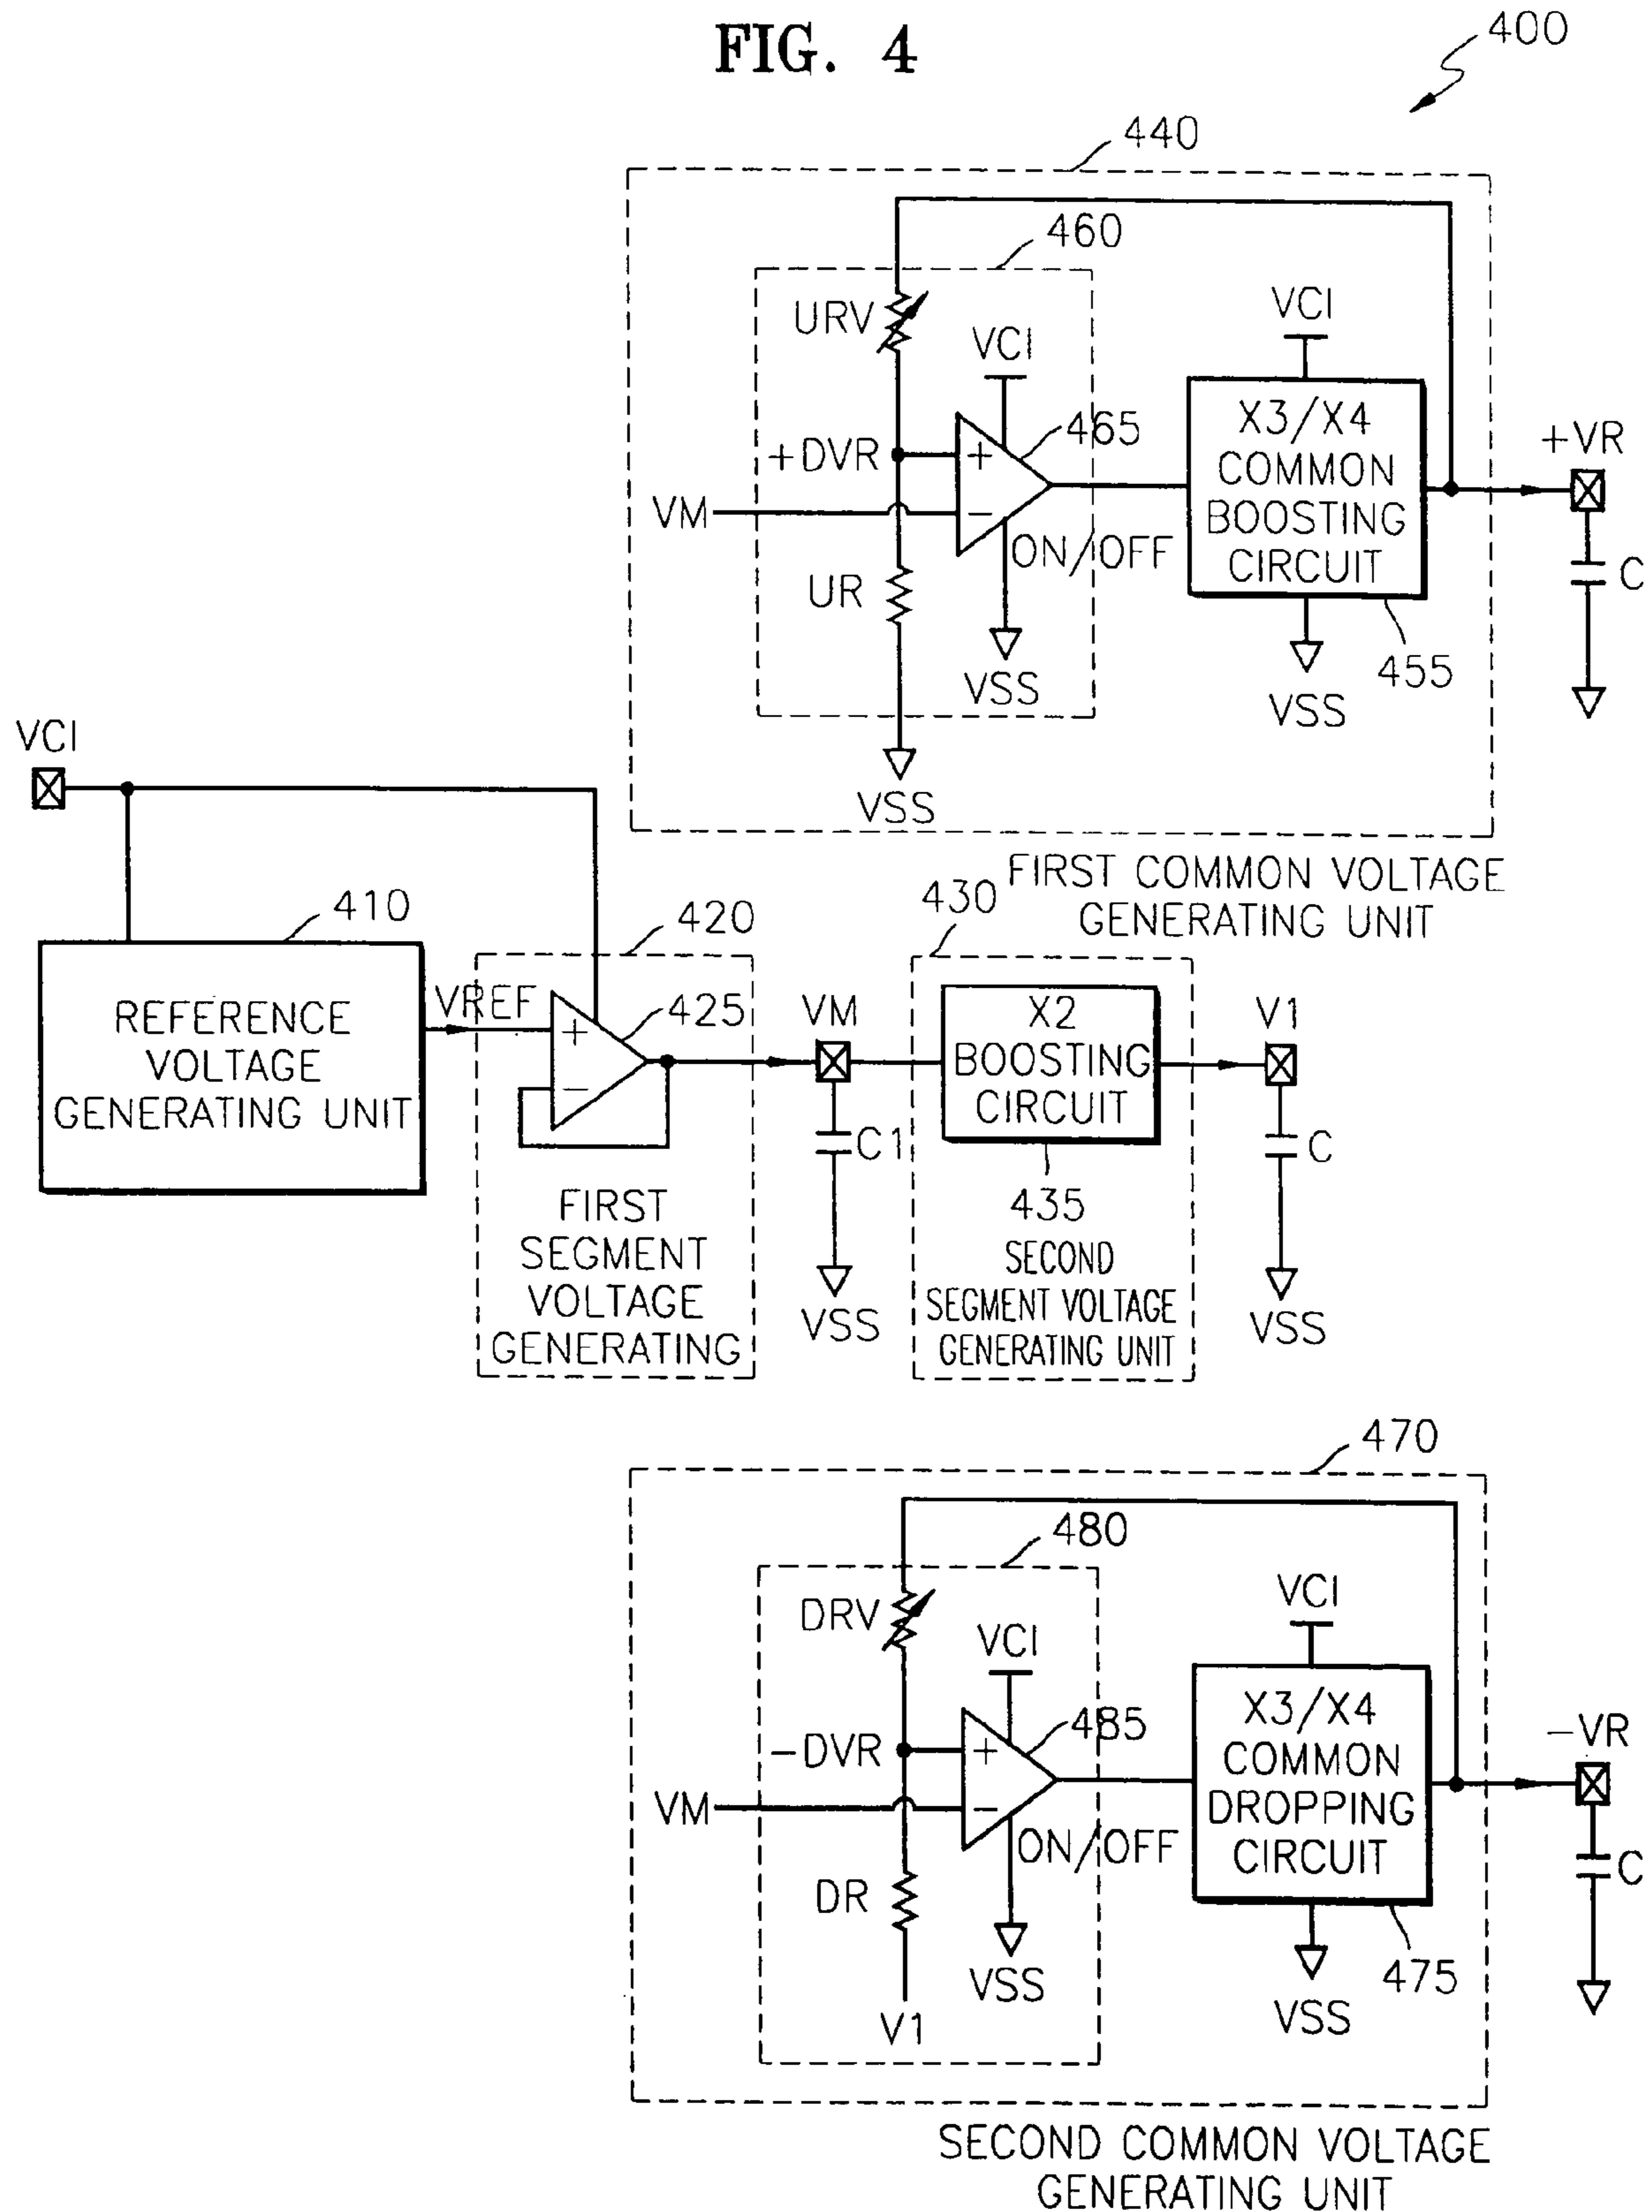 FIG. 4
400
440
460
URV
VCI
VCI
465
+DVR
+
X3/X4
COMMON
BOOSTING
CIRCUIT
+VR
VM
−
ON/OFF
C
UR
VSS
455
VSS
VSS
VCI
FIRST COMMON VOLTAGE
GENERATING UNIT
410
420
430
REFERENCE
VOLTAGE
GENERATING UNIT
VREF
+
−
425
VM
X2
BOOSTING
CIRCUIT
V1
C1
C
435
FIRST
SEGMENT
VOLTAGE
GENERATING
VSS
SECOND
SEGMENT VOLTAGE
GENERATING UNIT
VSS
470
480
DRV
VCI
VCI
485
−DVR
+
X3/X4
COMMON
DROPPING
CIRCUIT
−VR
VM
−
ON/OFF
C
DR
VSS
475
VSS
V1
SECOND COMMON VOLTAGE
GENERATING UNIT